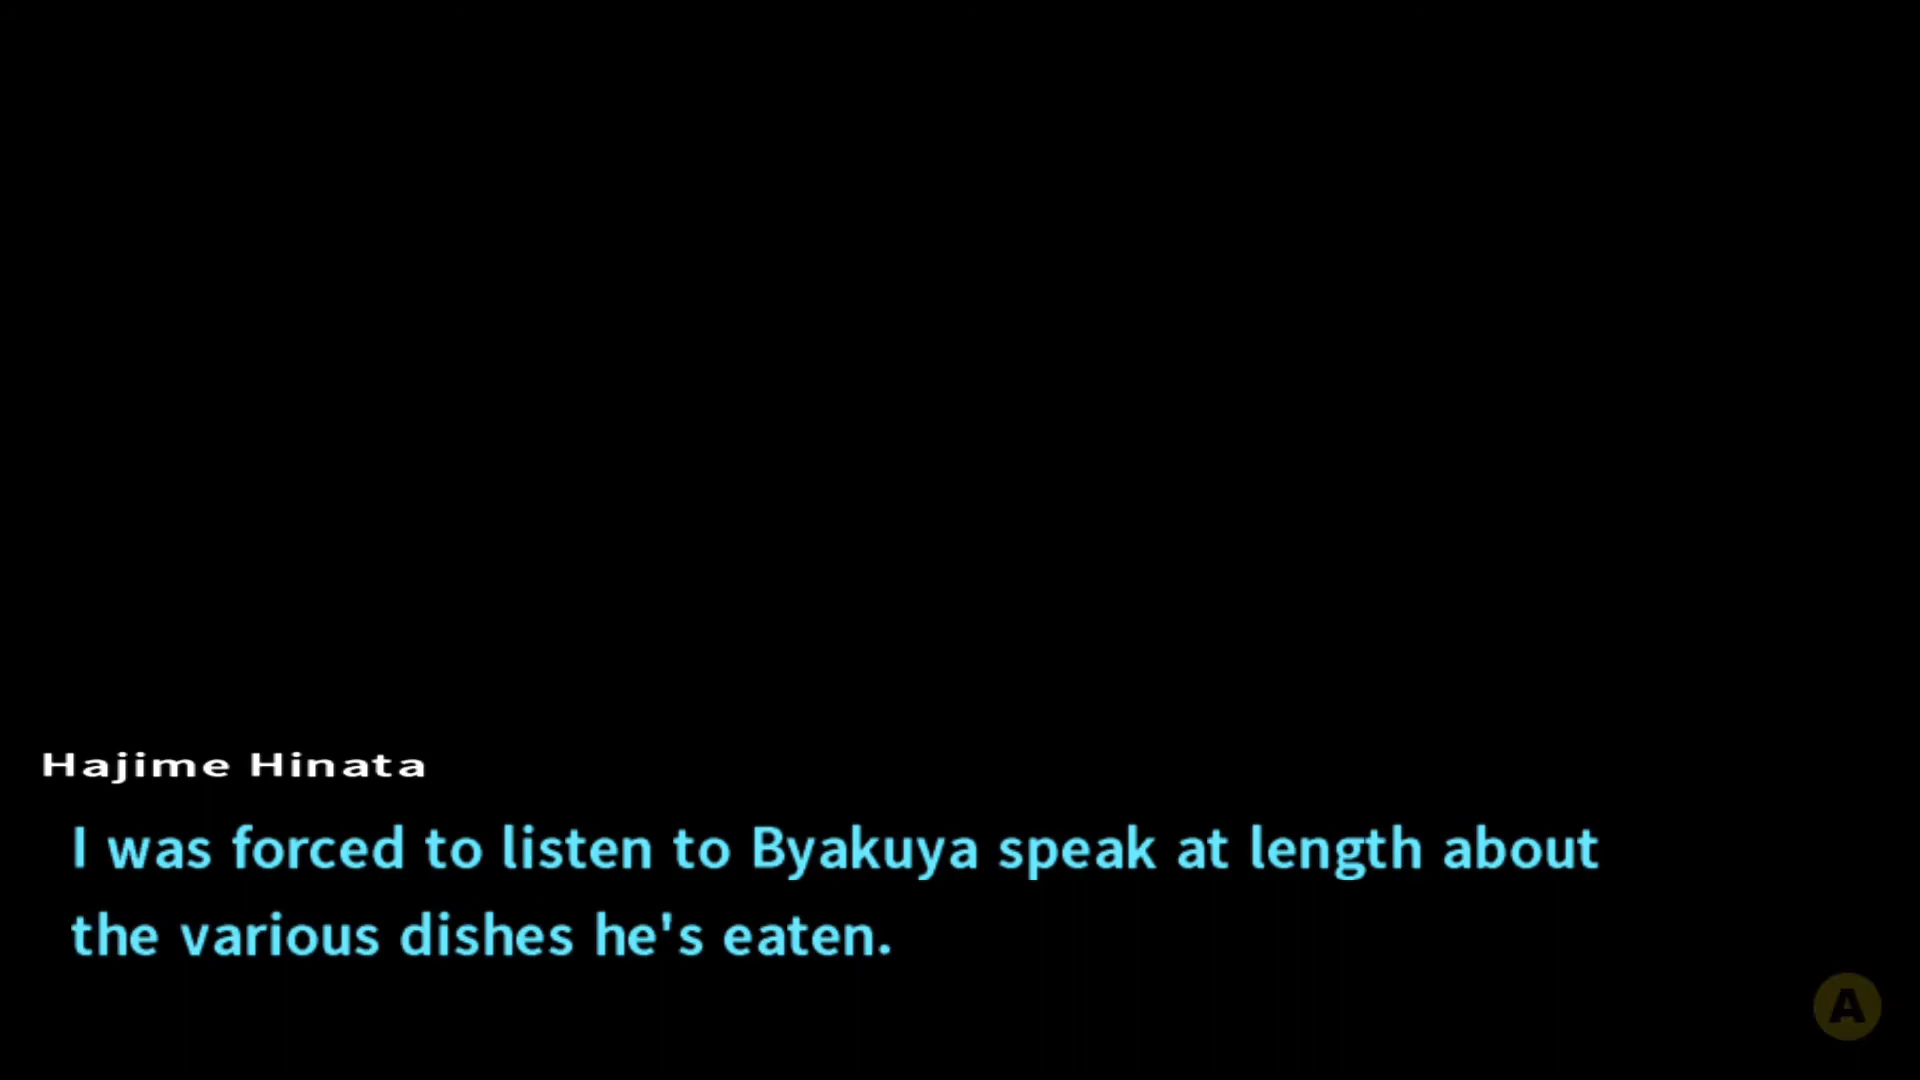 Hajime Hinata
I was forced to listen to Byakuya speak at length about
the various dishes he's eaten.
A